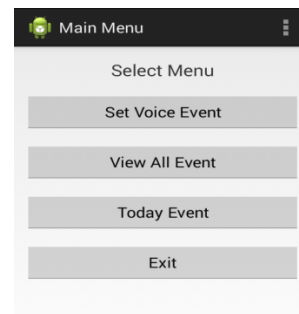 Main Menu
Select Menu
Set Voice Event
View All Event
Today Event
Exit